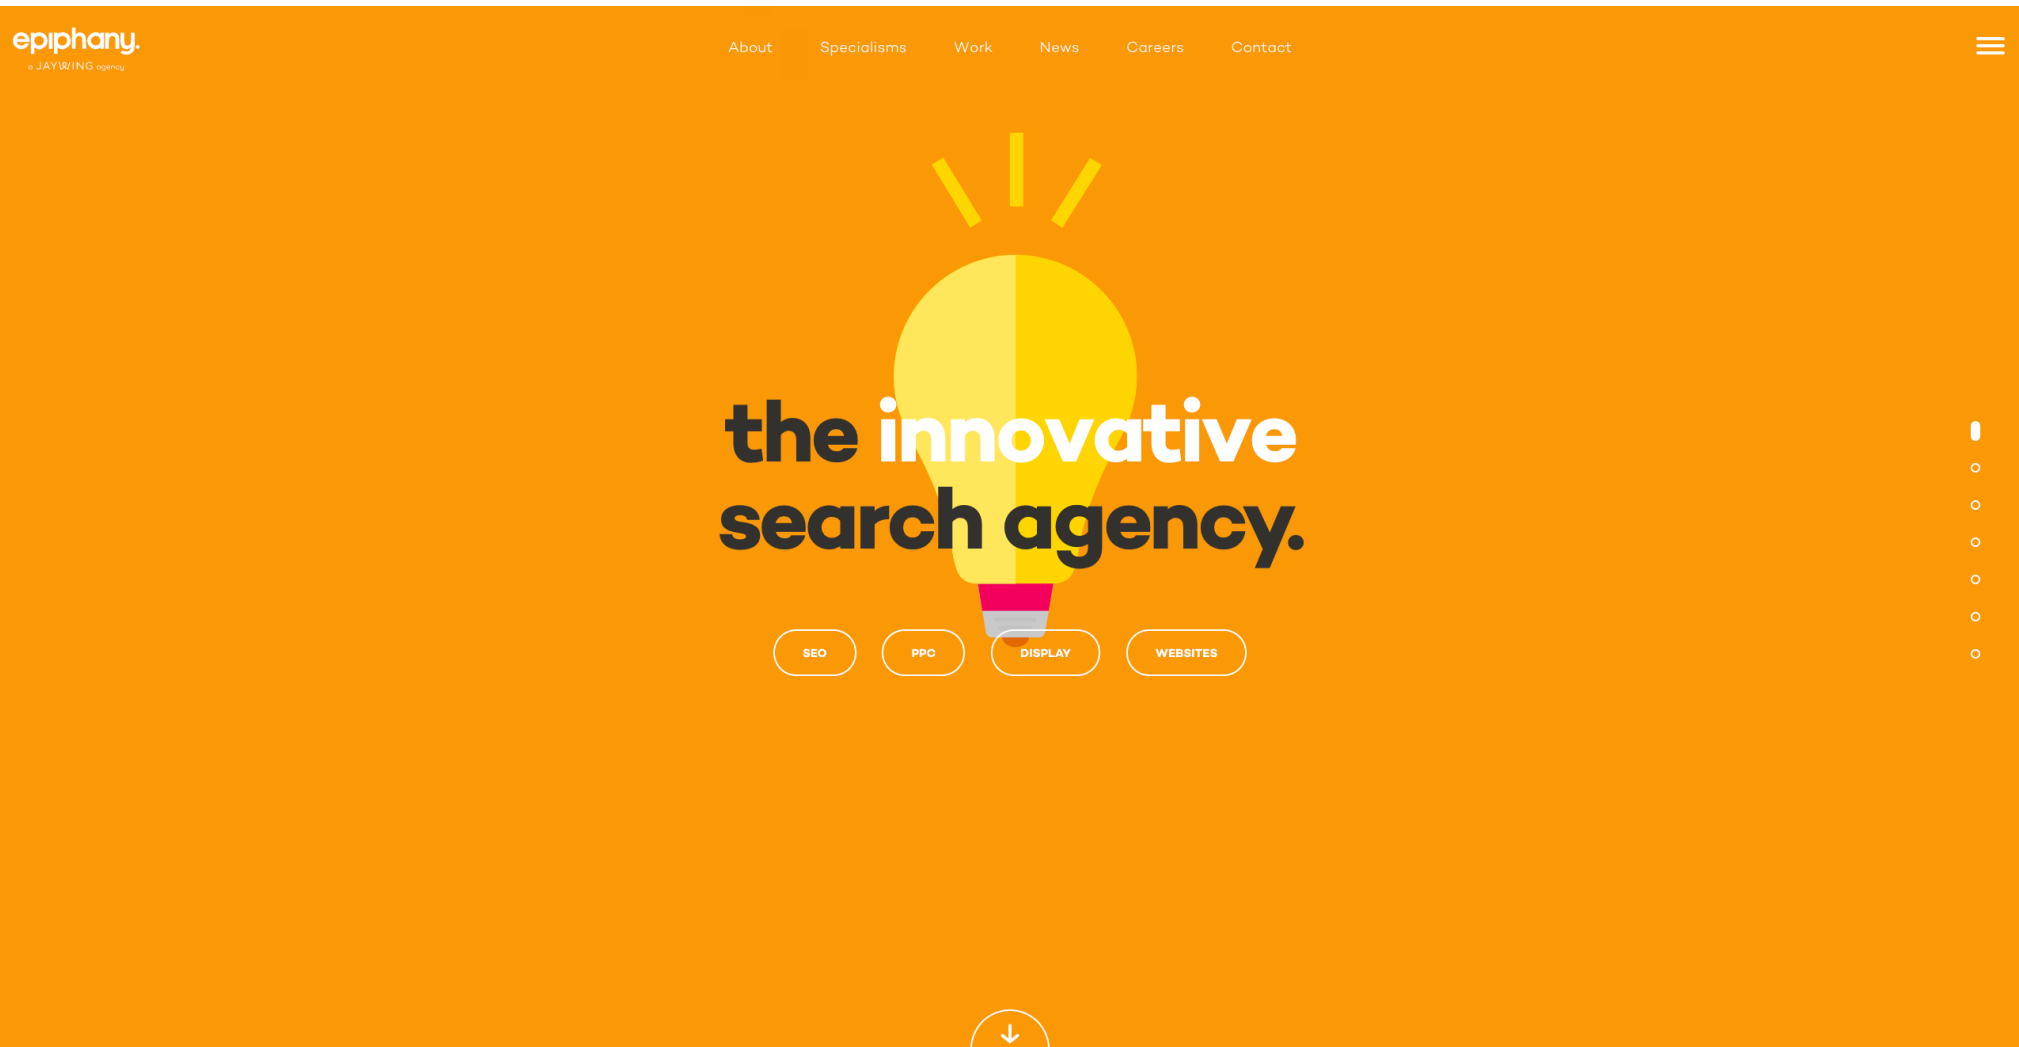 epiphany.
a JAYWING agency
About Specialisms Work News Careers Contact
the innovative
search agency.
SEO PPC DISPLAY WEBSITES